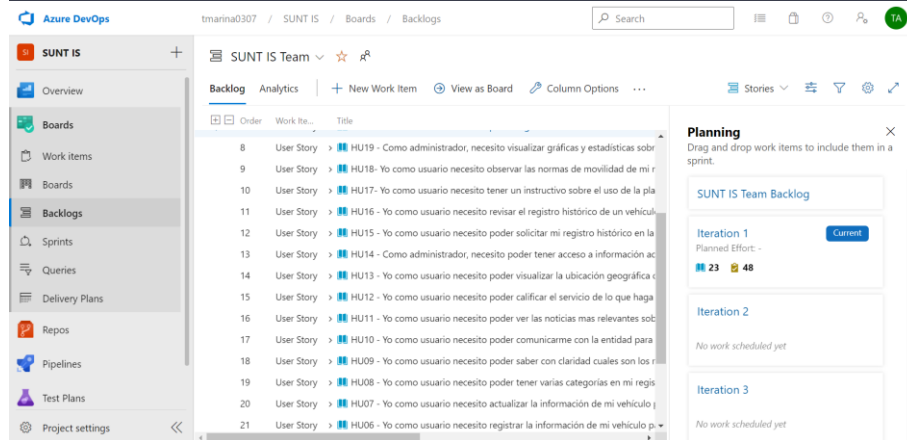 Azure DevOps
tmarina0307 / SUNT IS / Boards / Backlogs
Search
TA
SI SUNT IS
Overview
Boards
Work items
Boards
Backlogs
Sprints
Queries
Delivery Plans
Repos
Pipelines
Test Plans
Project settings
SUNT IS Team
Backlog Analytics New Work Item View as Board Column Options ... Stories
Order Work Ite... Title
8 User Story HU19 - Como administrador, necesito visualizar gráficas y estadísticas sobr
9 User Story HU18- Yo como usuario necesito observar las normas de movilidad de mi r
10 User Story HU17- Yo como usuario necesito tener un instructivo sobre el uso de la pla
11 User Story HU16 - Yo como usuario necesito revisar el registro histórico de un vehícul
12 User Story HU15 - Yo como usuario necesito poder solicitar mi registro histórico en la
13 User Story HU14 - Como administrador, necesito poder tener acceso a información ac
14 User Story HU13 - Yo como usuario necesito poder visualizar la ubicación geográfica
15 User Story HU12 - Yo como usuario necesito poder calificar el servicio de lo que haga
16 User Story HU11 - Yo como usuario necesito poder ver las noticias mas relevantes sob
17 User Story HU10 - Yo como usuario necesito poder comunicarme con la entidad para
18 User Story HU09 - Yo como usuario necesito poder saber con claridad cuales son los r
19 User Story HU08 - Yo como usuario necesito poder tener varias categorías en mi regis
20 User Story HU07 - Yo como usuario necesito actualizar la información de mi vehículo
21 User Story HU06 - Yo como usuario necesito registrar la información de mi vehículo p
Planning
Drag and drop work items to include them in a
sprint.
SUNT IS Team Backlog
Iteration 1 Current
Planned Effort: -
23 48
Iteration 2
No work scheduled yet
Iteration 3
No work scheduled yet